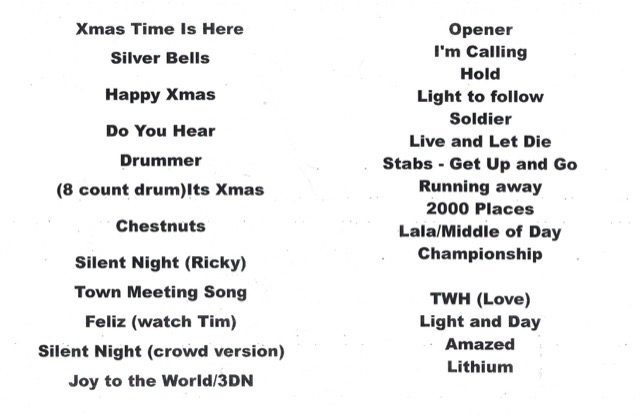 Xmas Time Is Here
Silver Bells
Happy Xmas
Do You Hear
Drummer
(8 count drum)Its Xmas
Chestnuts
Silent Night (Ricky)
Town Meeting Song
Feliz (watch Tim)
Silent Night (crowd version)
Joy to the World/3DN
Opener
I'm Calling
Hold
Light to follow
Soldier
Live and Let Die
Stabs - Get Up and Go
Running away
2000 Places
Lala/Middle of Day
Championship
TWH (Love)
Light and Day
Amazed
Lithium